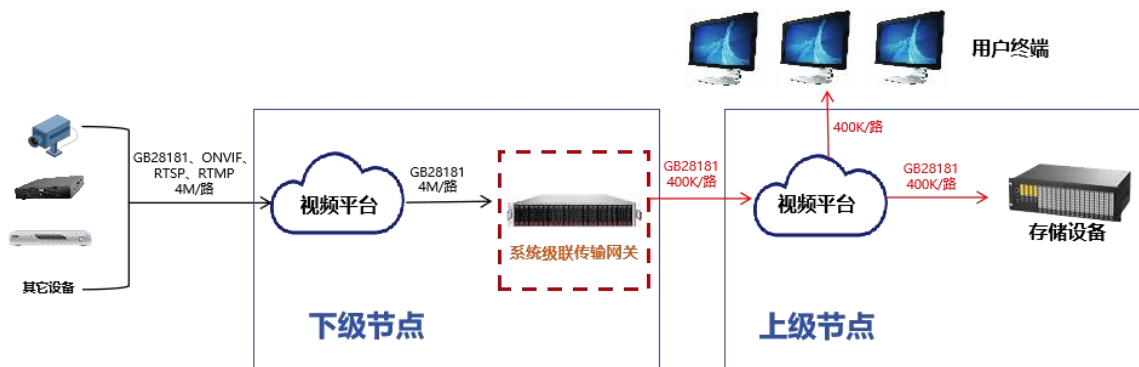 用户终端
400K/路
GB28181、ONVIF、
RTSP、RTMP
4M/路
视频平台
GB28181
4M/路
系统级联传输网关
GB28181
400K/路
视频平台
GB28181
400K/路
存储设备
其它设备
下级节点
上级节点